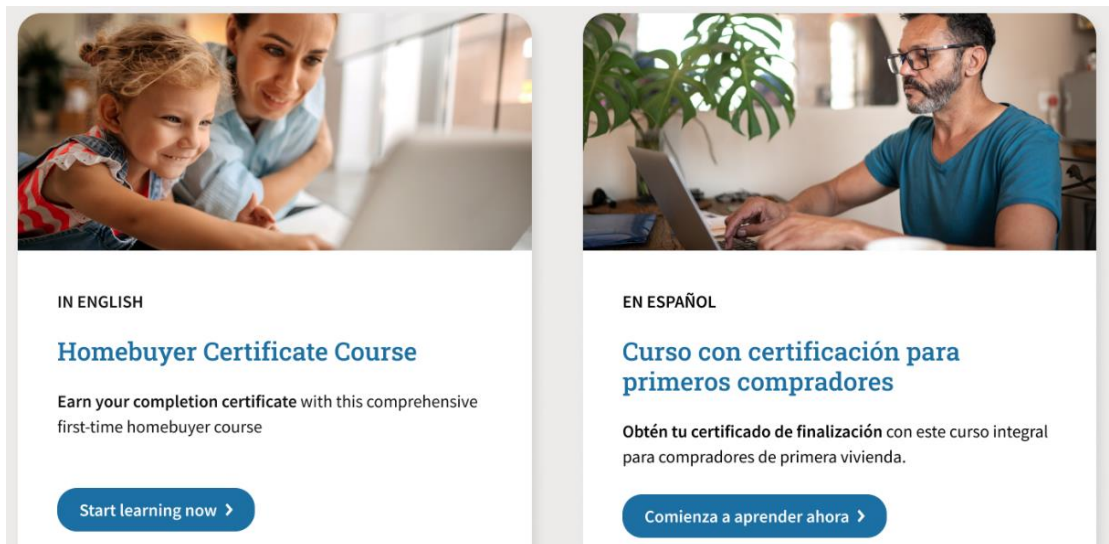 IN ENGLISH
Homebuyer Certificate Course
Earn your completion certificate with this comprehensive
first-time homebuyer course
Start learning now
EN ESPAÑOL
Curso con certificación para
primeros compradores
Obtén tu certificado de finalización con este curso integral
para compradores de primera vivienda.
Comienza a aprender ahora